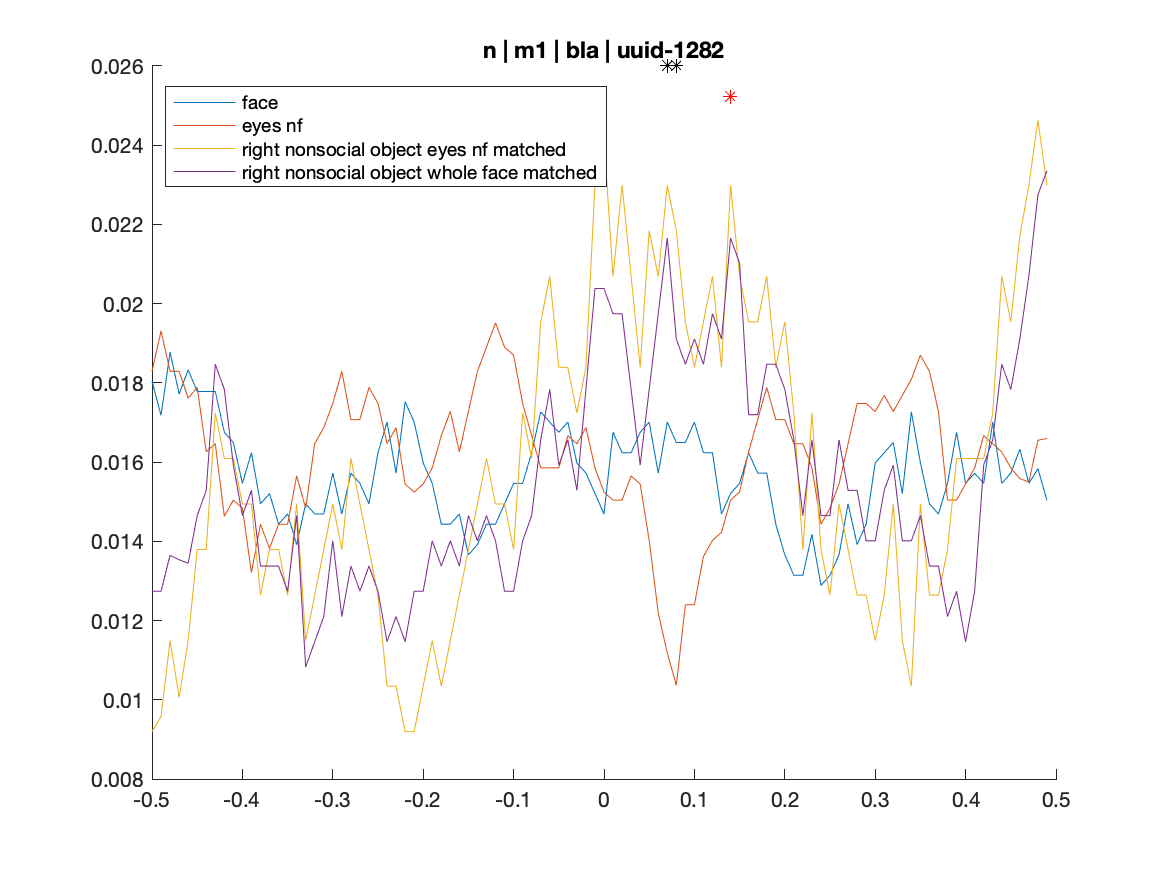 n | m1 | bla | uuid-1282
0.026
0.024
0.022
0.02
0.018
0.016
0.014
0.012
0.01
0.008
face
eyes nf
right nonsocial object eyes nf matched
right nonsocial object whole face matched
-0.5 -0.4 -0.3 -0.2 -0.1 0 0.1 0.2 0.3 0.4 0.5